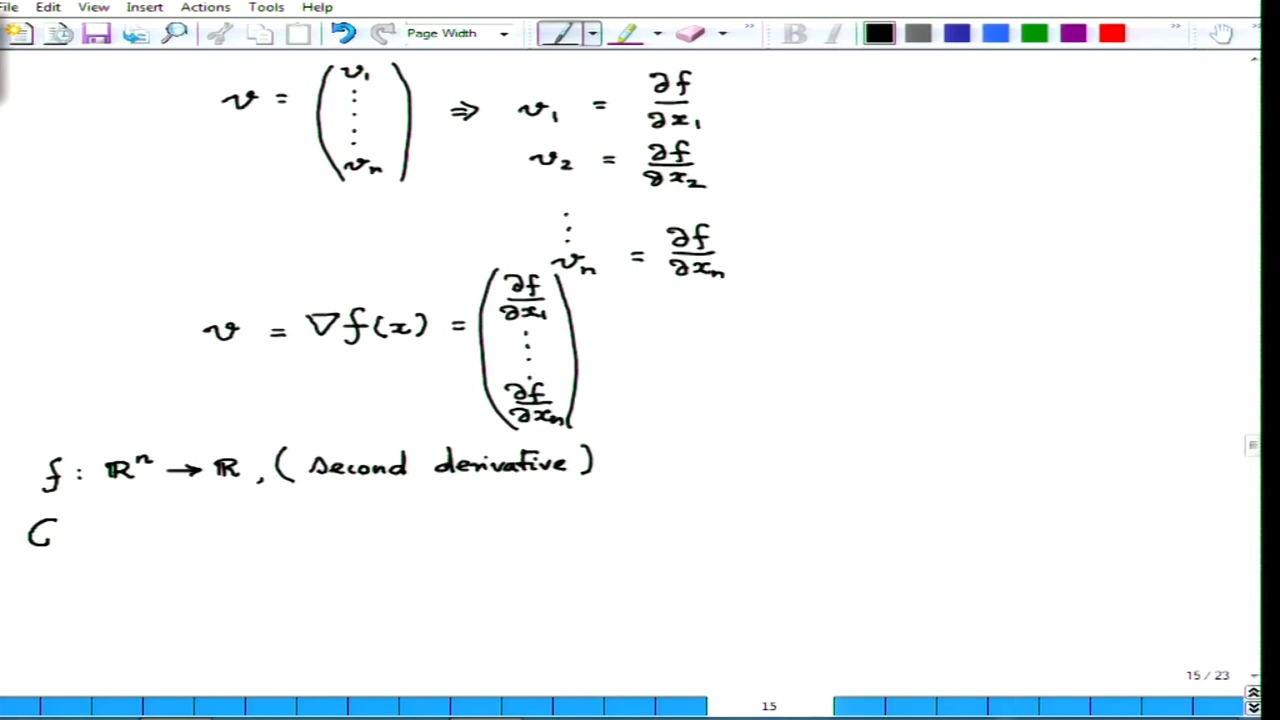 File Edit View Insert Actions Tools Help
Page Width
v = (v₁ ⋮ vₙ) ⇒ v₁ = ∂f/∂x₁
v₂ = ∂f/∂x₂
⋮
vₙ = ∂f/∂xₙ
v = ∇f(x) = (∂f/∂x₁ ⋮ ∂f/∂xₙ)
f : ℝⁿ → ℝ, (second derivative)
G
15 / 23
15